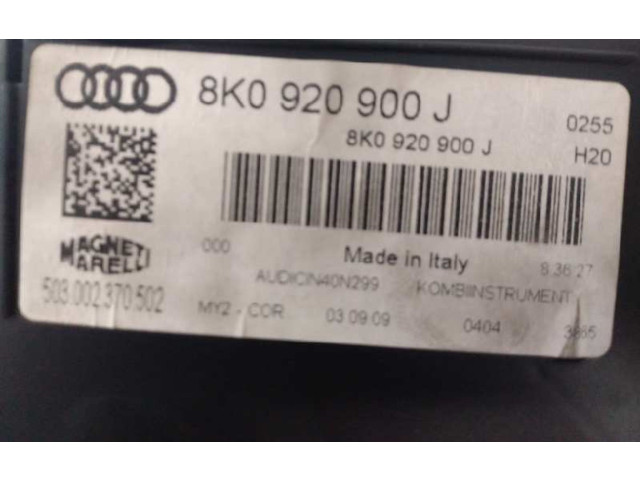 8K0 920 900 J
8K0 920 900 J
0255
H20
MAGNETI
MARELLI
503.002.370.502
000
Made in Italy
8:36:27
AUDICIN40N299
KOMBIINSTRUMENT
MY2 - COR
03.09.09
0404